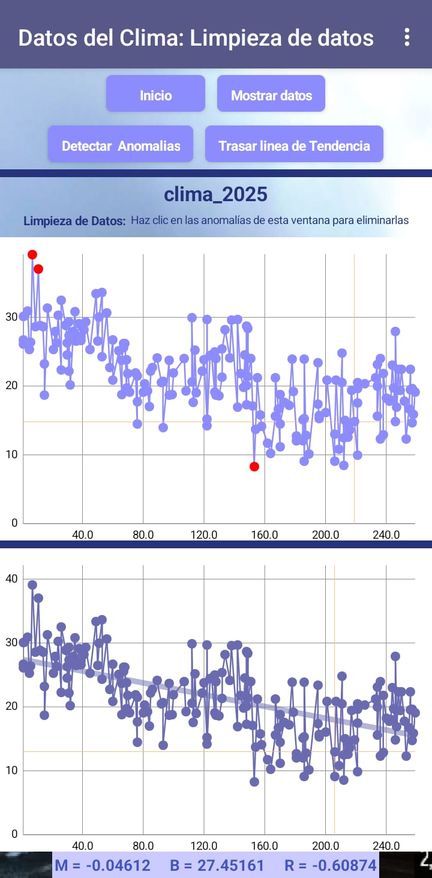 Datos del Clima: Limpieza de datos
Inicio
Mostrar datos
Detectar Anomalias
Trasar linea de Tendencia
clima_2025
Limpieza de Datos: Haz clic en las anomalías de esta ventana para eliminarlas
30
20
10
0
40.0 80.0 120.0 160.0 200.0 240.0
40
30
20
10
0
40.0 80.0 120.0 160.0 200.0 240.0
M = -0.04612 B = 27.45161 R = -0.60874